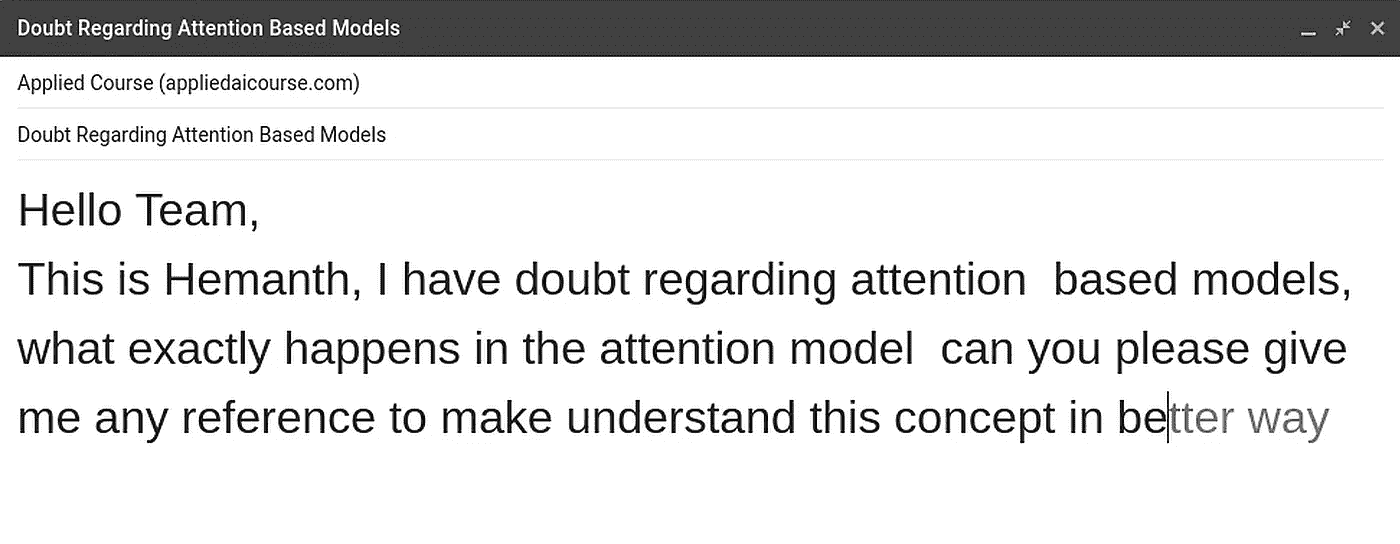 Doubt Regarding Attention Based Models
Applied Course (appliedaicourse.com)
Doubt Regarding Attention Based Models
Hello Team,
This is Hemanth, I have doubt regarding attention  based models,
what exactly happens in the attention model  can you please give
me any reference to make understand this concept in better way